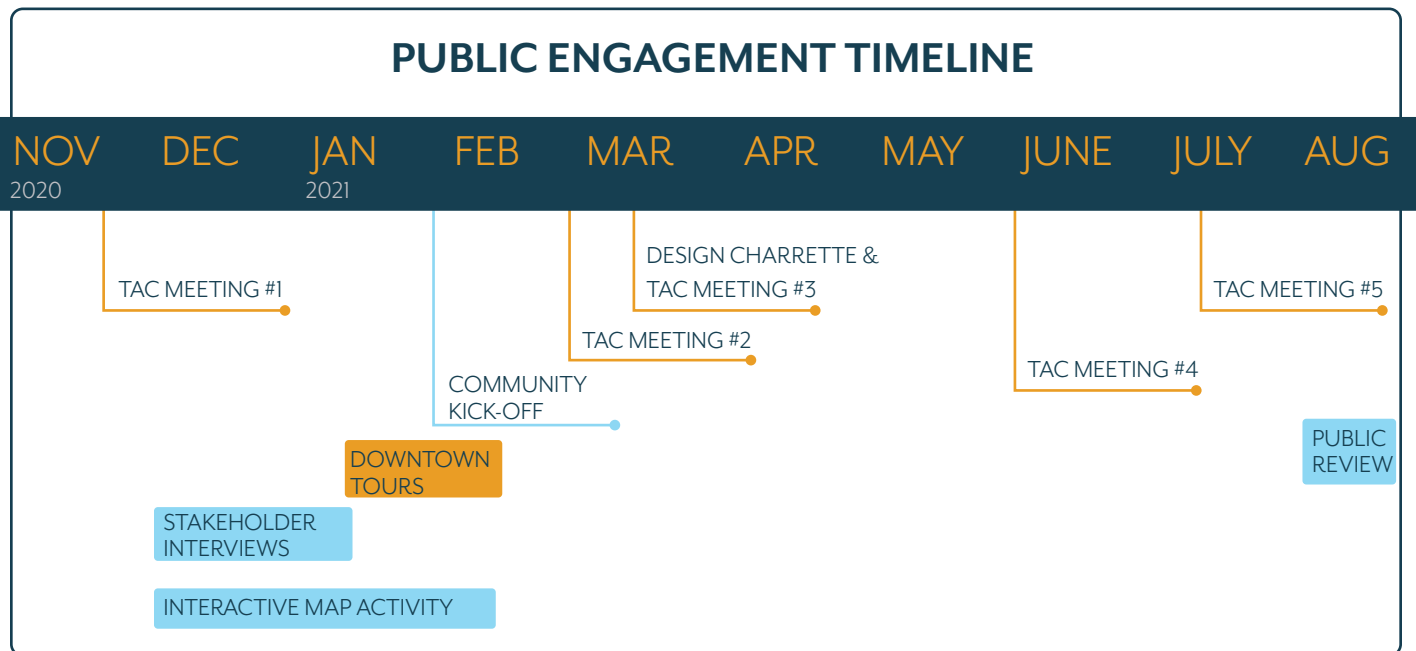 PUBLIC ENGAGEMENT TIMELINE
NOV DEC JAN FEB MAR APR MAY JUNE JULY AUG
2020 2021
DESIGN CHARRETTE &
TAC MEETING #1
TAC MEETING #3
TAC MEETING #5
TAC MEETING #2
TAC MEETING #4
COMMUNITY
KICK-OFF
PUBLIC
REVIEW
DOWNTOWN
TOURS
STAKEHOLDER
INTERVIEWS
INTERACTIVE MAP ACTIVITY